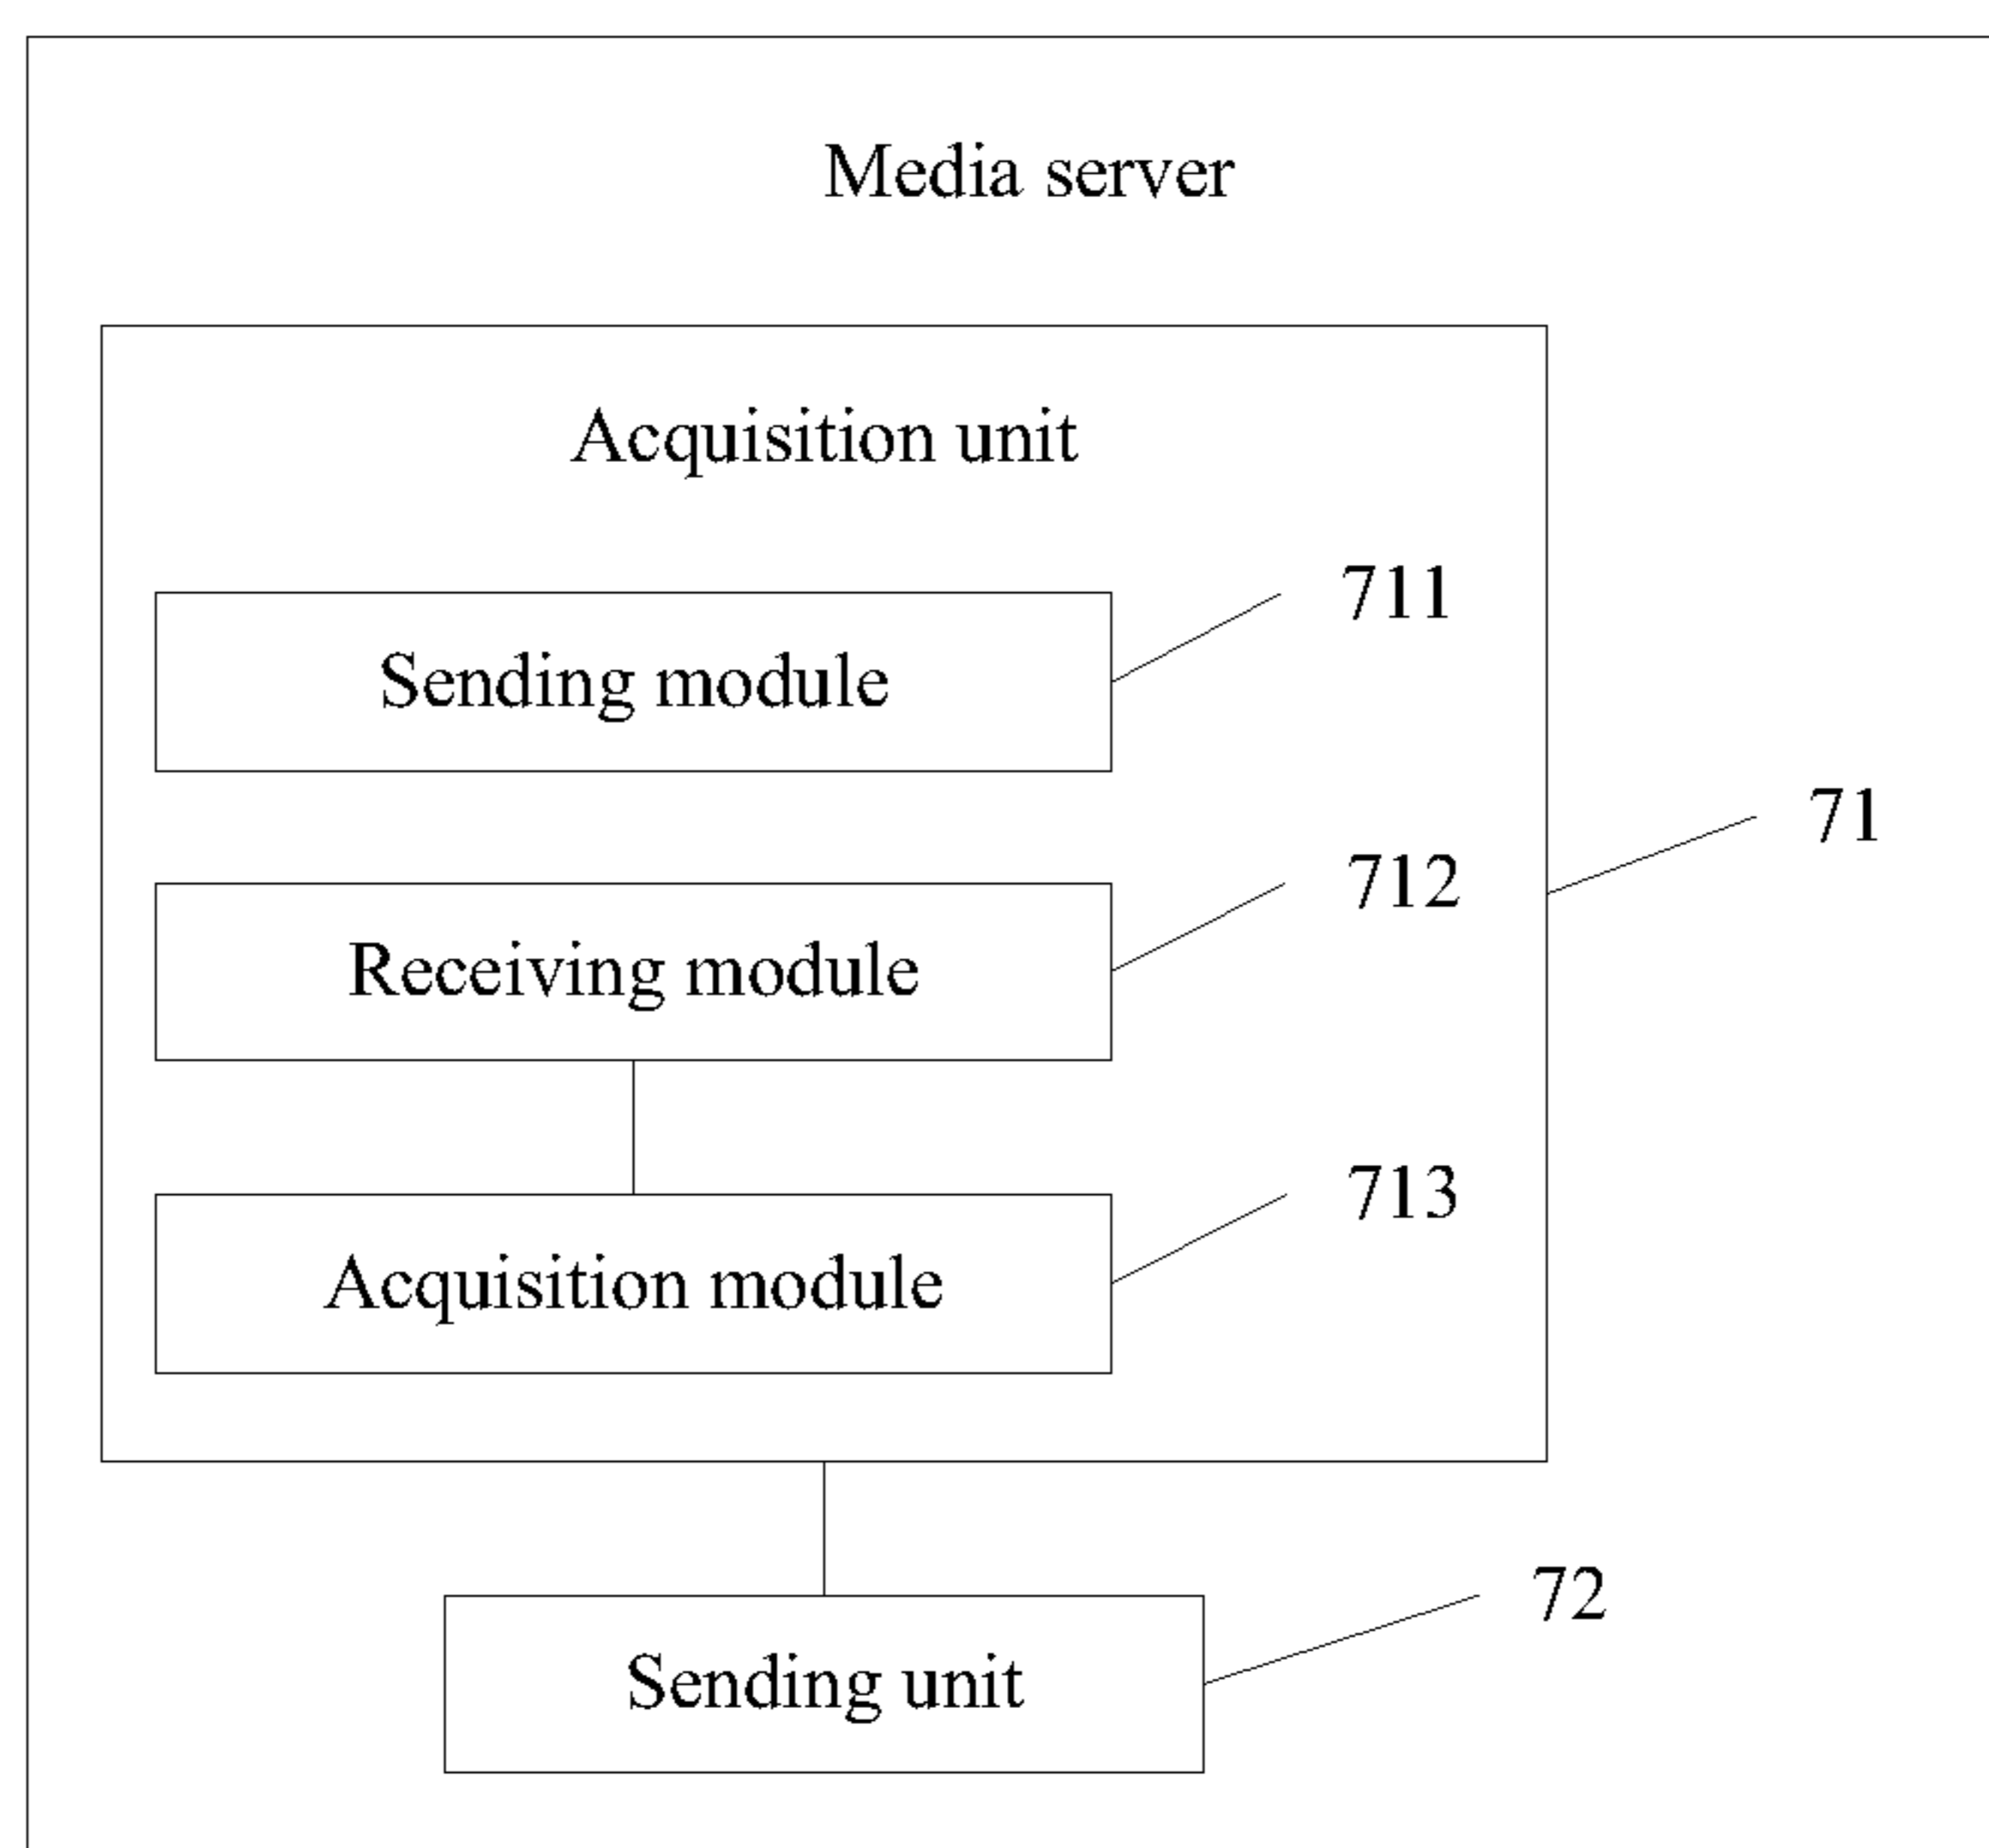 Media server
Acquisition unit
711
Sending module
71
712
Receiving module
713
Acquisition module
72
Sending unit